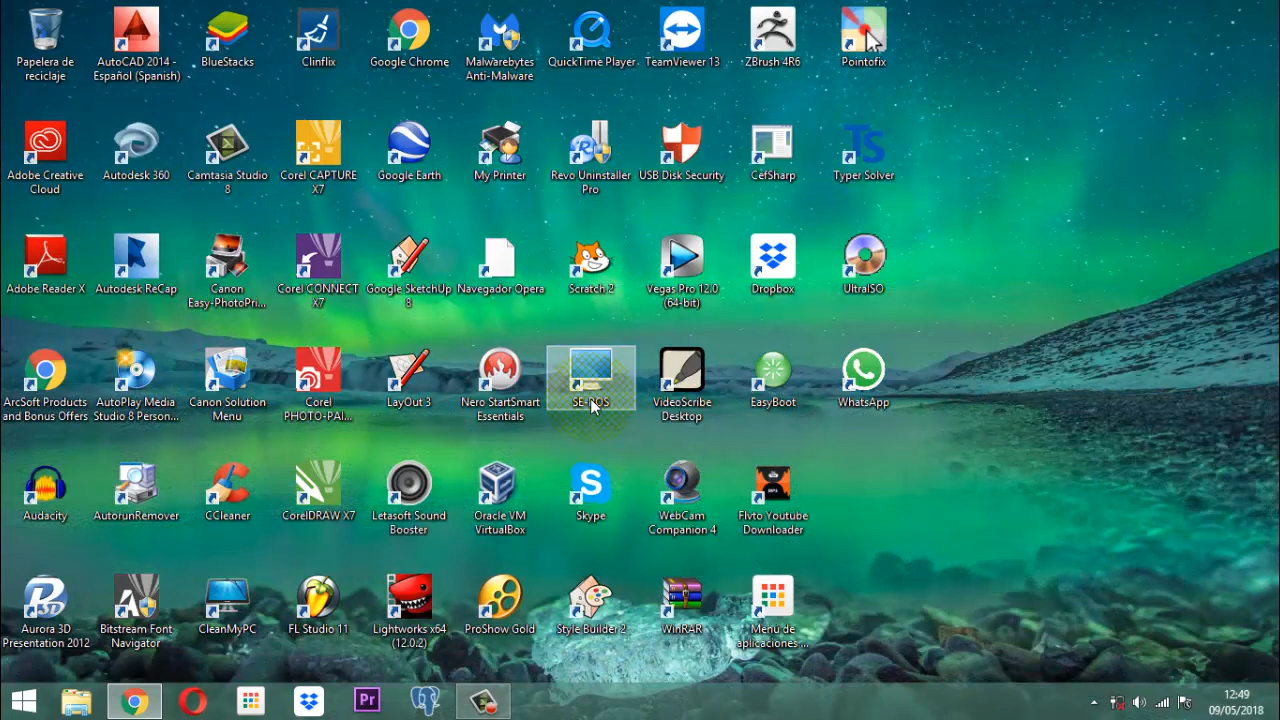 Papelera de
reciclaje
AutoCAD 2014 -
Español (Spanish)
BlueStacks
Clinflix
Google Chrome
Malwarebytes
Anti-Malware
QuickTime Player
TeamViewer 13
ZBrush 4R6
Pointofix
Adobe Creative
Cloud
Autodesk 360
Camtasia Studio
8
Corel CAPTURE
X7
Google Earth
My Printer
Revo Uninstaller
Pro
USB Disk Security
CefSharp
Ts
Typer Solver
Adobe Reader X
Autodesk ReCap
Canon
Easy-PhotoPri...
Corel CONNECT
X7
Google SketchUp
8
Navegador Opera
Scratch 2
Vegas Pro 12.0
(64-bit)
Dropbox
UltraISO
ArcSoft Products
and Bonus Offers
AutoPlay Media
Studio 8 Person...
Canon Solution
Menu
Corel
PHOTO-PAI...
LayOut 3
Nero StartSmart
Essentials
VideoScribe
Desktop
EasyBoot
WhatsApp
Audacity
AutorunRemover
CCleaner
CorelDRAW X7
Letasoft Sound
Booster
Oracle VM
VirtualBox
Skype
WebCam
Companion 4
Flvto Youtube
Downloader
Aurora 3D
Presentation 2012
Bitstream Font
Navigator
CleanMyPC
FL Studio 11
Lightworks x64
(12.0.2)
ProShow Gold
Style Builder 2
WinRAR
Menú de
aplicaciones ...
Pr
12:49
09/05/2018